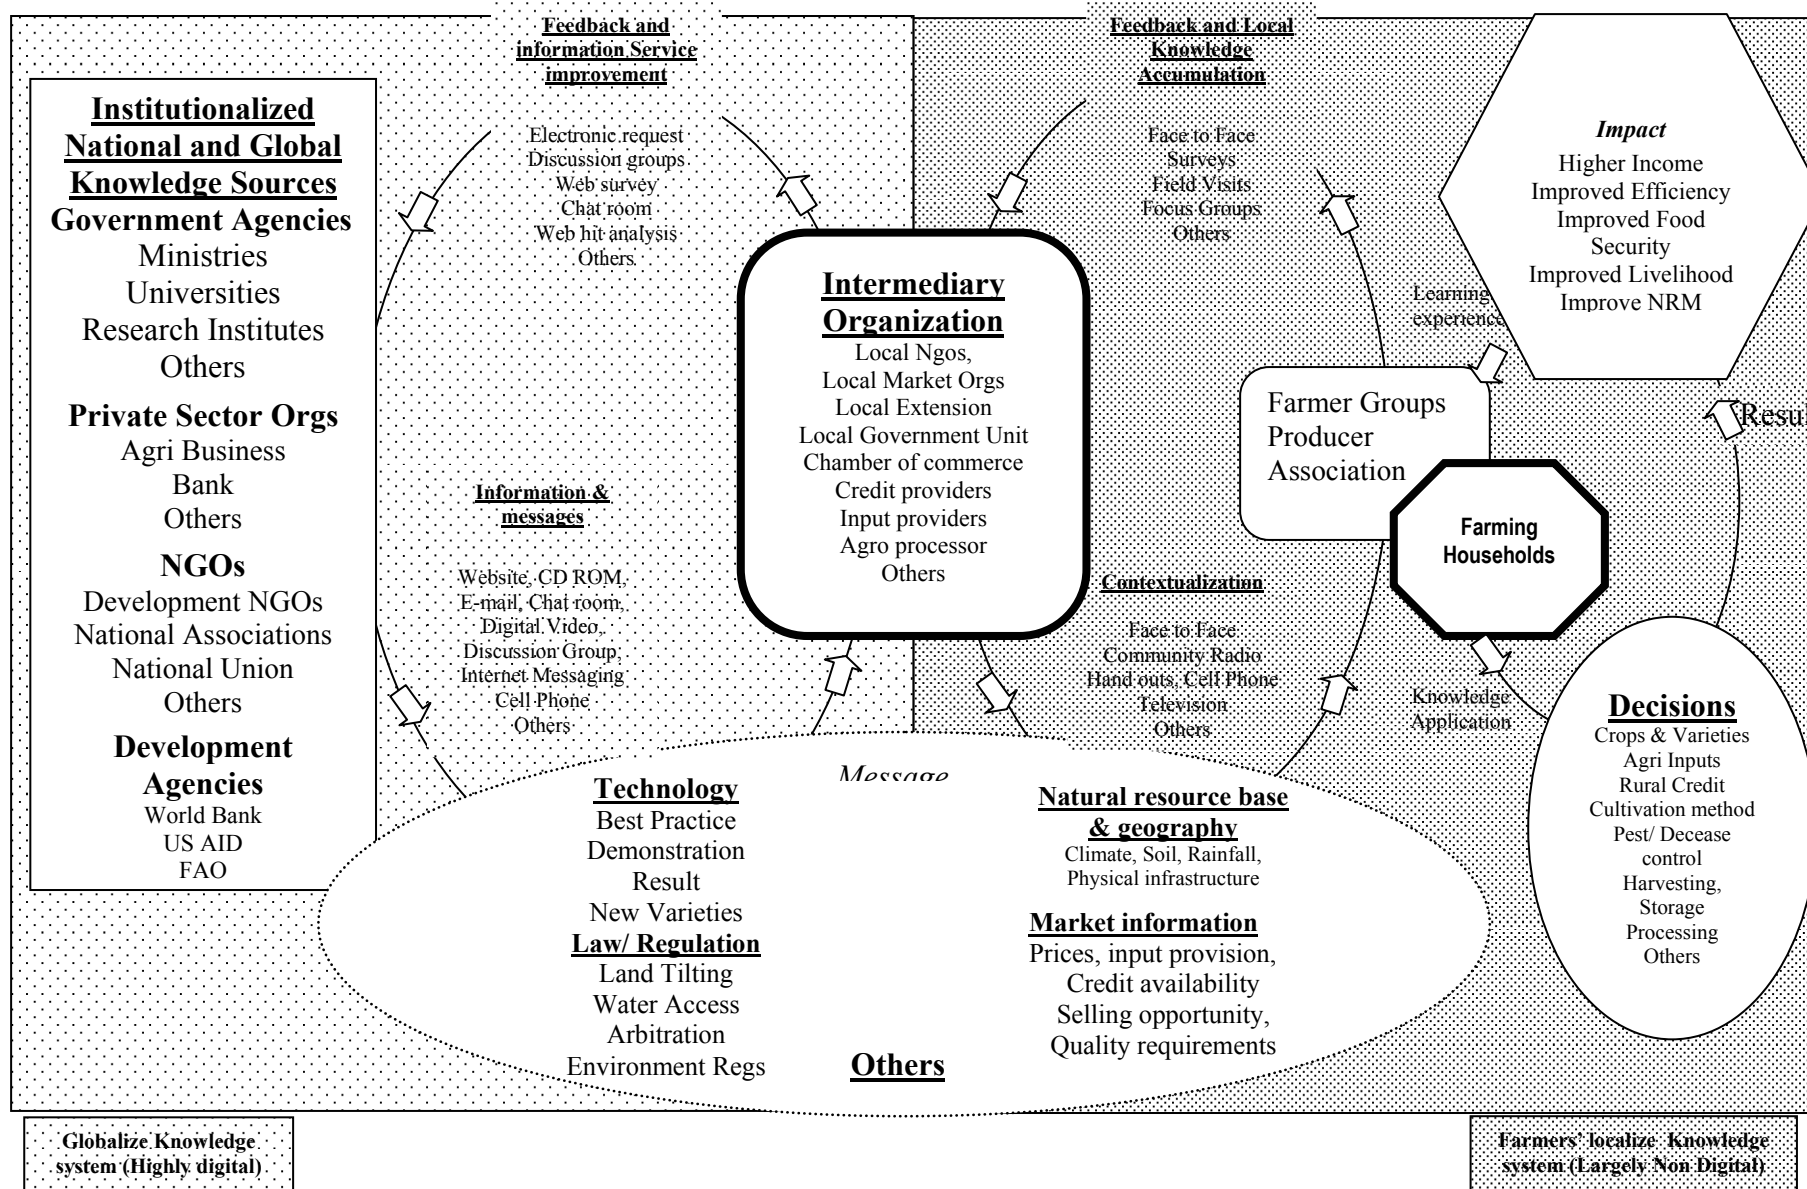 Feedback and
information Service
improvement
Electronic request
Discussion groups
Web survey
Chat room
Web hit analysis
Others
Feedback and Local
Knowledge
Accumulation
Face to Face
Surveys
Field Visits
Focus Groups
Others
Institutionalized
National and Global
Knowledge Sources
Government Agencies
Ministries
Universities
Research Institutes
Others
Private Sector Orgs
Agri Business
Bank
Others
NGOs
Development NGOs
National Associations
National Union
Others
Development
Agencies
World Bank
US AID
FAO
Intermediary
Organization
Local Ngos,
Local Market Orgs
Local Extension
Local Government Unit
Chamber of commerce
Credit providers
Input providers
Agro processor
Others
Impact
Higher Income
Improved Efficiency
Improved Food
Security
Improved Livelihood
Improve NRM
Learning
experience
Resul
Farmer Groups
Producer
Association
Farming
Households
Information &
messages
Website, CD ROM,
E-mail, Chat room,
Digital Video,
Discussion Group,
Internet Messaging
Cell Phone
Others
Contextualization
Face to Face
Community Radio
Hand outs, Cell Phone
Television
Others
Knowledge
Application
Decisions
Crops & Varieties
Agri Inputs
Rural Credit
Cultivation method
Pest/ Decease
control
Harvesting,
Storage
Processing
Others
Message
Technology
Best Practice
Demonstration
Result
New Varieties
Law/ Regulation
Land Tilting
Water Access
Arbitration
Environment Regs
Natural resource base
& geography
Climate, Soil, Rainfall,
Physical infrastructure
Market information
Prices, input provision,
Credit availability
Selling opportunity,
Quality requirements
Others
Globalize Knowledge
system (Highly digital)
Farmers' localize Knowledge
system (Largely Non Digital)